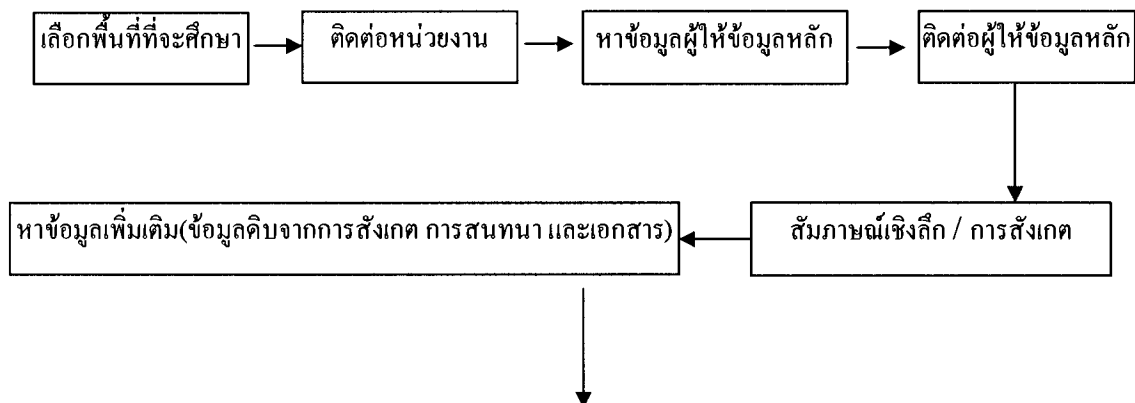 เลือกพื้นที่ที่จะศึกษา
ติดต่อหน่วยงาน
หาข้อมูลผู้ให้ข้อมูลหลัก
ติดต่อผู้ให้ข้อมูลหลัก
สัมภาษณ์เชิงลึก / การสังเกต
หาข้อมูลเพิ่มเติม(ข้อมูลดิบจากการสังเกต การสนทนา และเอกสาร)